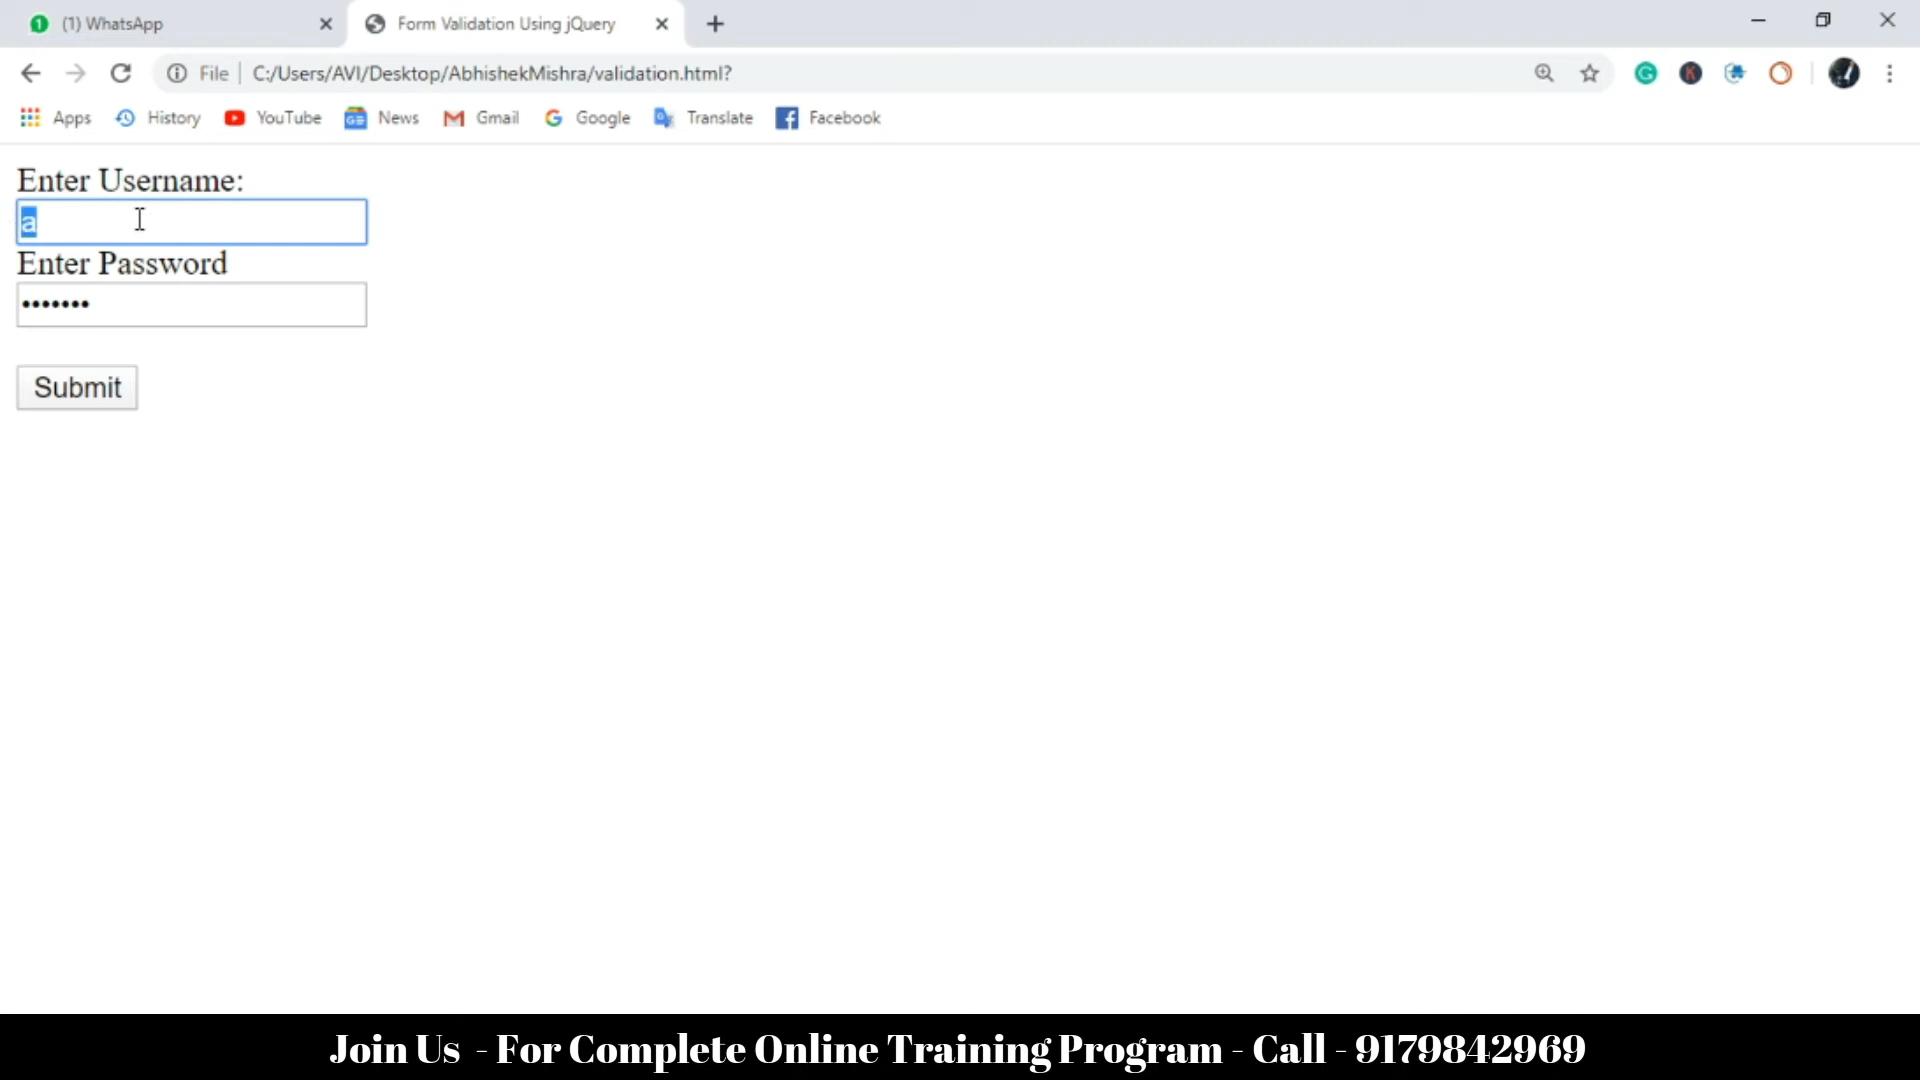 (1) WhatsApp
Form Validation Using jQuery
File C:/Users/AVI/Desktop/AbhishekMishra/validation.html?
Apps History YouTube News Gmail Google Translate Facebook
Enter Username:
a
Enter Password
•••••••
Submit
Join Us - For Complete Online Training Program - Call - 9179842969